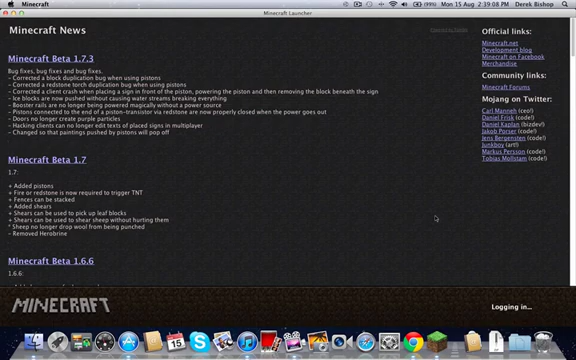 Minecraft
(99%)
Mon 15 Aug 2:39:08 PM
Derek Bishop
Minecraft Launcher
Minecraft News
Powered by Tumblr
Minecraft Beta 1.7.3
Bug fixes, bug fixes and bug fixes.
- Corrected a block duplication bug when using pistons
- Corrected a redstone torch duplication bug when using pistons
- Corrected a client crash when placing a sign in front of the piston, powering the piston and then removing the block beneath the sign
- Ice blocks are now pushed without causing water streams breaking everything
- Booster rails are no longer being powered magically without a power source
- Pistons connected to the end of a piston-transistor via redstone are now properly closed when the power goes out
- Doors no longer create purple particles
- Hacking clients can no longer edit texts of placed signs in multiplayer
- Changed so that paintings pushed by pistons will pop off
Minecraft Beta 1.7
1.7:
+ Added pistons
+ Fire or redstone is now required to trigger TNT
+ Fences can be stacked
+ Added shears
+ Shears can be used to pick up leaf blocks
+ Shears can be used to shear sheep without hurting them
* Sheep no longer drop wool from being punched
- Removed Herobrine
Minecraft Beta 1.6.6
1.6.6:
Official links:
Minecraft.net
Development blog
Minecraft on Facebook
Merchandise
Community links:
Minecraft Forums
Mojang on Twitter:
Carl Manneh (ceo!)
Daniel Frisk (code!)
Daniel Kaplan (bizdev!)
Jakob Porser (code!)
Jens Bergensten (code!)
Junkboy (art!)
Markus Persson (code!)
Tobias Mollstam (code!)
MINECRAFT
Logging in...
15